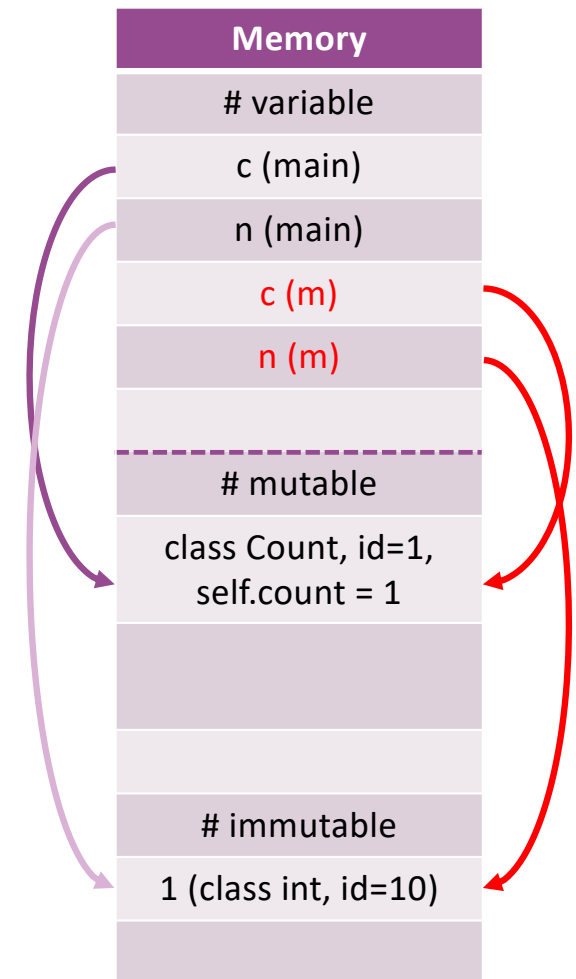 Memory
# variable
c (main)
n (main)
c (m)
n (m)
# mutable
class Count, id=1,
self.count = 1
# immutable
1 (class int, id=10)